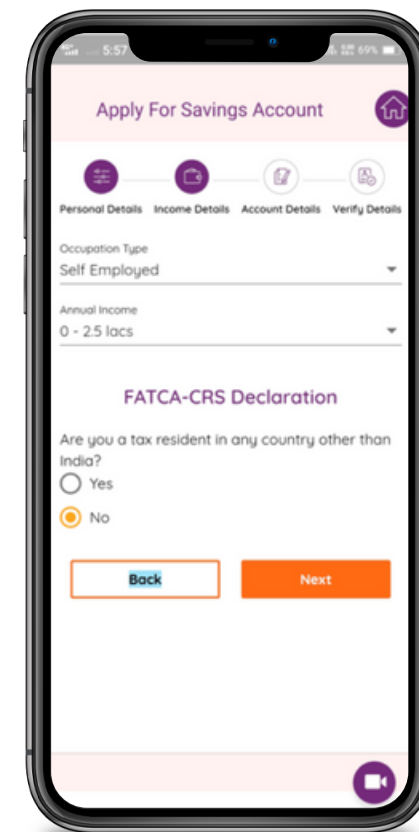 5:57
69%
Apply For Savings Account
Personal Details Income Details Account Details Verify Details
Occupation Type
Self Employed
Annual Income
0 - 2.5 lacs
FATCA-CRS Declaration
Are you a tax resident in any country other than
India?
Yes
No
Back Next